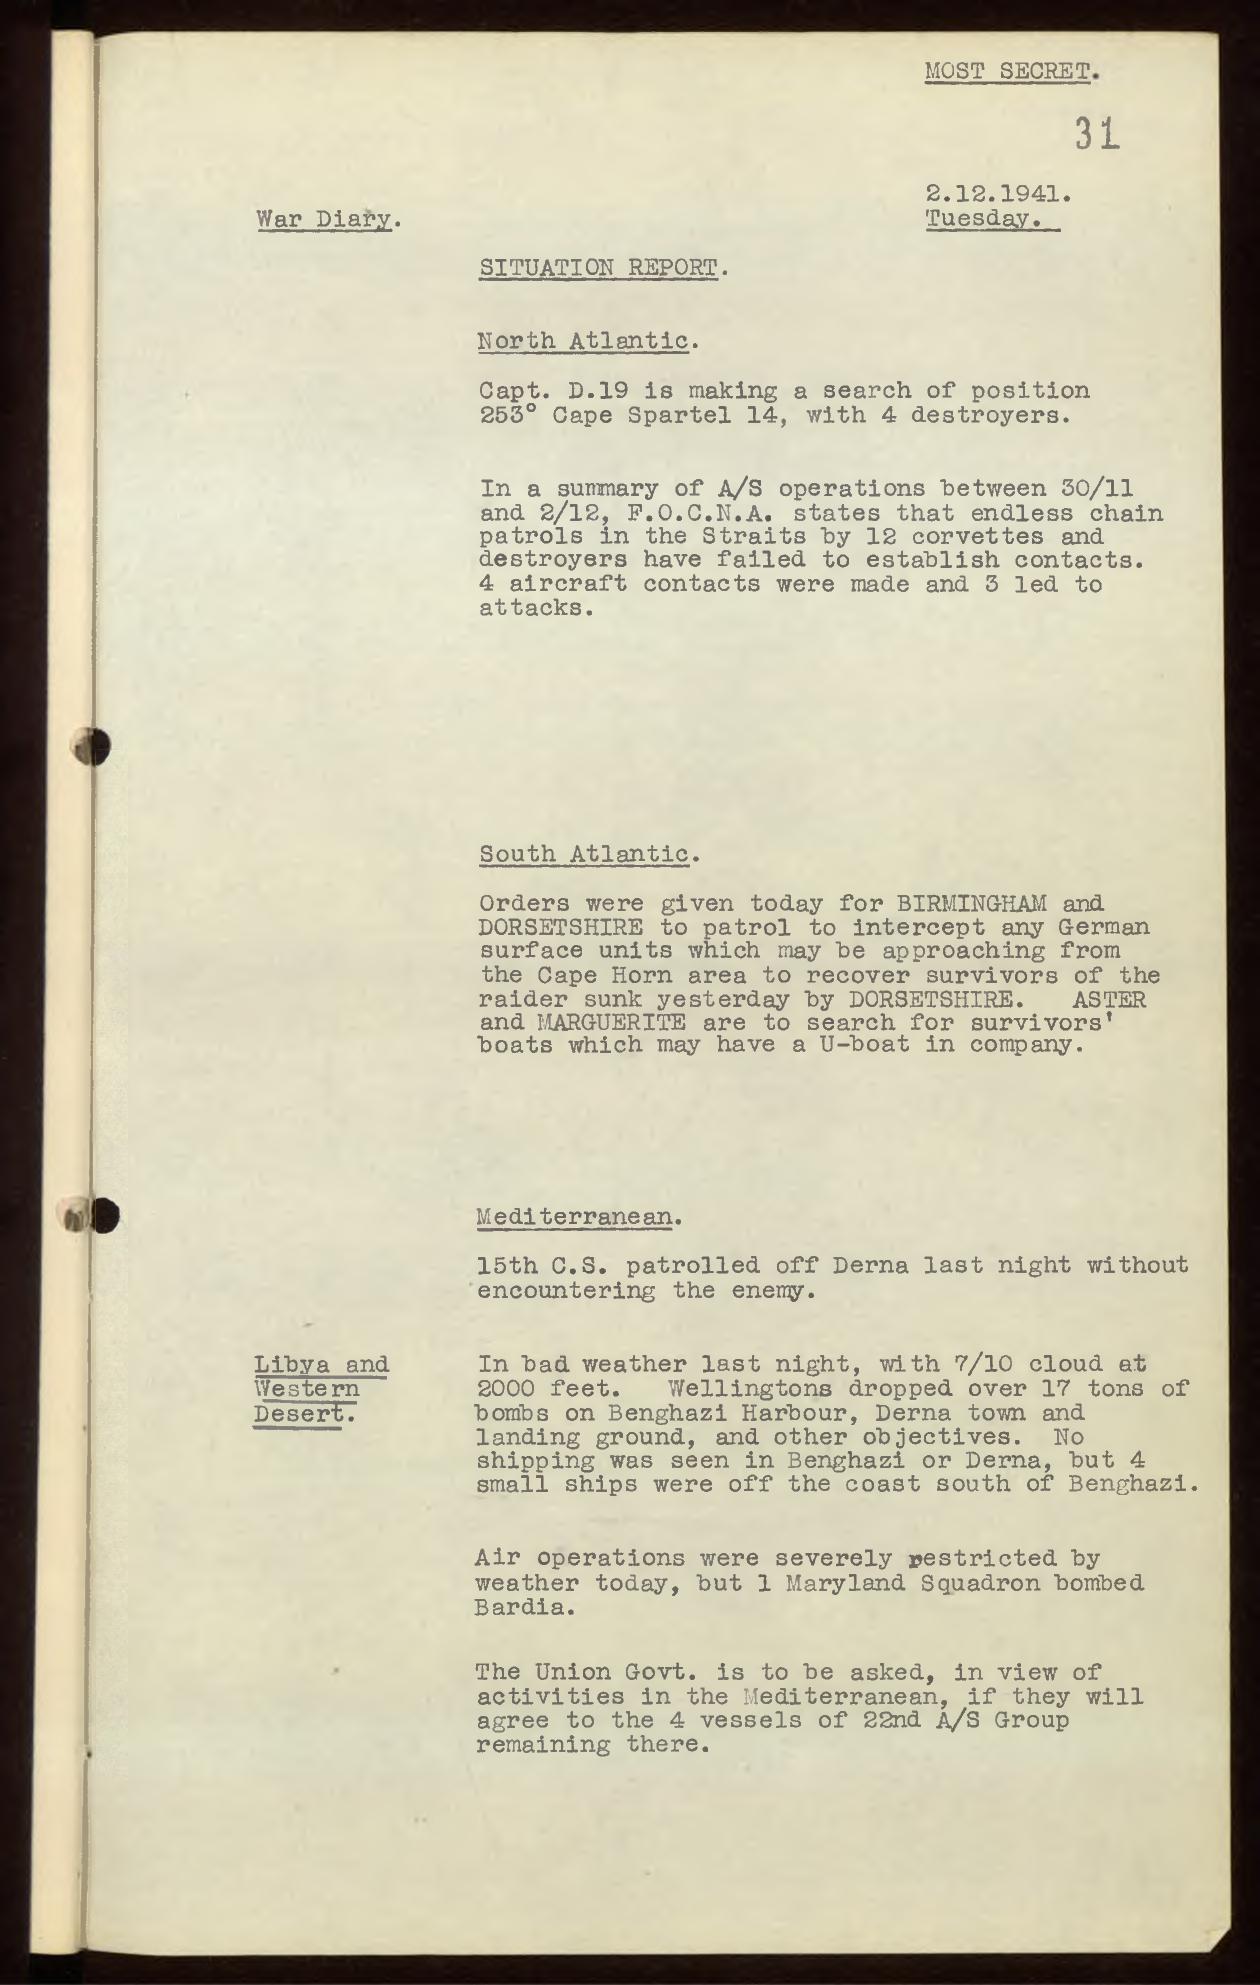 MOST SECRET.
31
2.12.1941.
War Diary.
Tuesday.
SITUATION REPORT.
North Atlantic.
Capt. D.19 is making a search of position
253° Cape Spartel 14, with 4 destroyers.
In a summary of A/S operations between 30/11
and 2/12, F.O.C.N.A. states that endless chain
patrols in the Straits by 12 corvettes and
destroyers have failed to establish contacts.
4 aircraft contacts were made and 3 led to
attacks.
South Atlantic.
Orders were given today for BIRMINGHAM and
DORSETSHIRE to patrol to intercept any German
surface units which may be approaching from
the Cape Horn area to recover survivors of the
raider sunk yesterday by DORSETSHIRE. ASTER
and MARGUERITE are to search for survivors'
boats which may have a U-boat in company.
Mediterranean.
15th C.S. patrolled off Derna last night without
encountering the enemy.
Libya and
Western
Desert.
In bad weather last night, with 7/10 cloud at
2000 feet. Wellingtons dropped over 17 tons of
bombs on Benghazi Harbour, Derna town and
landing ground, and other objectives. No
shipping was seen in Benghazi or Derna, but 4
small ships were off the coast south of Benghazi.
Air operations were severely restricted by
weather today, but 1 Maryland Squadron bombed
Bardia.
The Union Govt. is to be asked, in view of
activities in the Mediterranean, if they will
agree to the 4 vessels of 22nd A/S Group
remaining there.